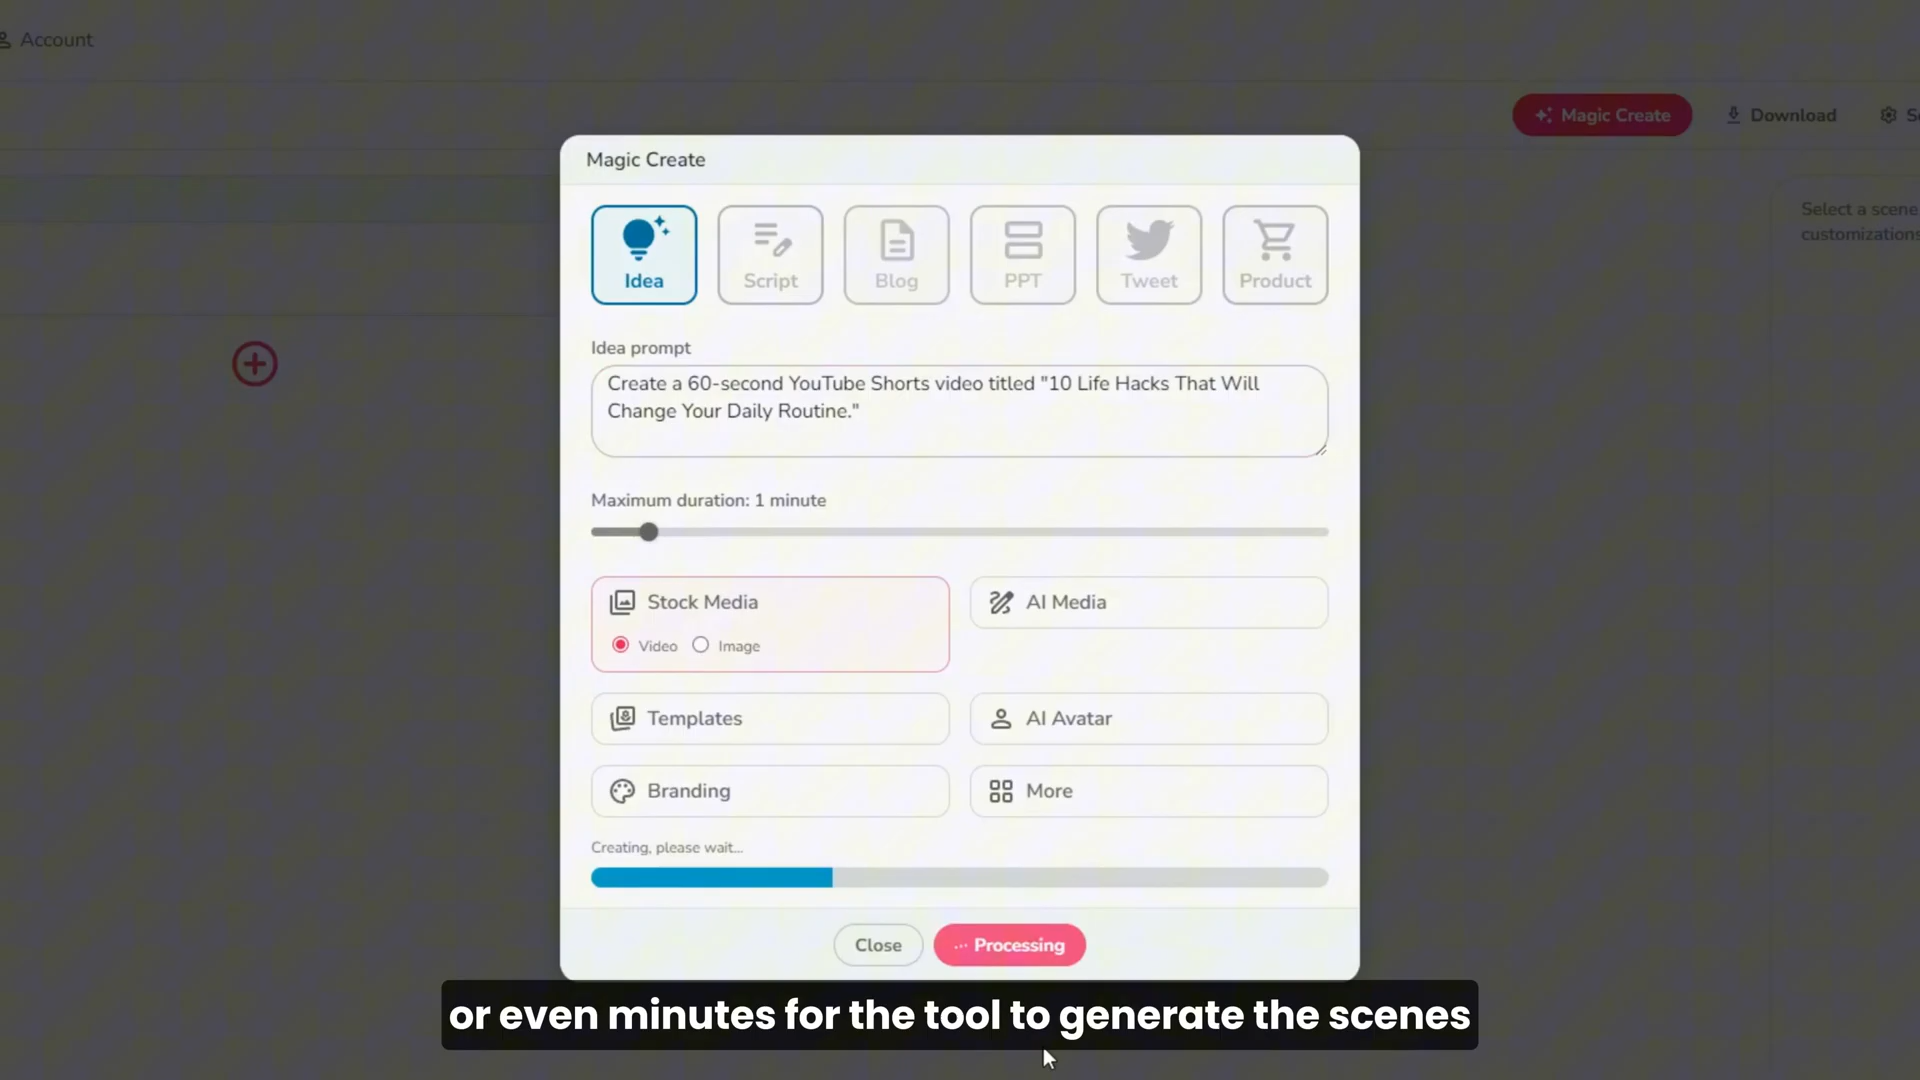 Account
Magic Create
Download
Select a scene
customizations
Magic Create
Idea
Script
Blog
PPT
Tweet
Product
Idea prompt
Create a 60-second YouTube Shorts video titled "10 Life Hacks That Will
Change Your Daily Routine."
Maximum duration: 1 minute
Stock Media
AI Media
Video
Image
Templates
AI Avatar
Branding
More
Creating, please wait...
Close
Processing
or even minutes for the tool to generate the scenes